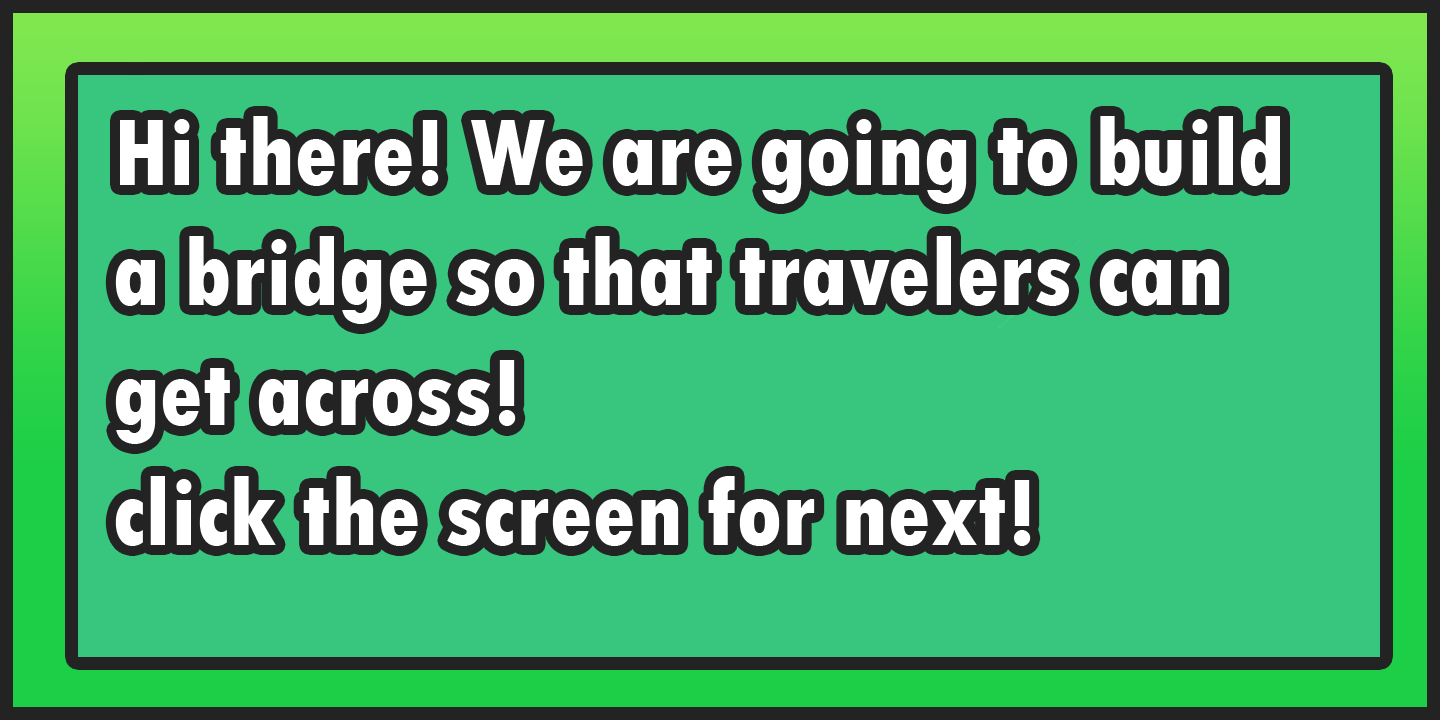 Hi there! We are going to build
a bridge so that travelers can
get across!
click the screen for next!